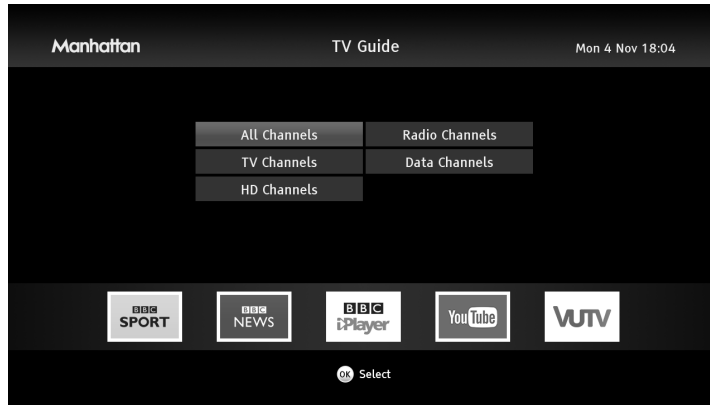 Manhattan
TV Guide
Mon 4 Nov 18:04
All Channels
Radio Channels
TV Channels
Data Channels
HD Channels
BBC
SPORT
BBC
NEWS
BBC
iPlayer
YouTube
VUTV
OK Select